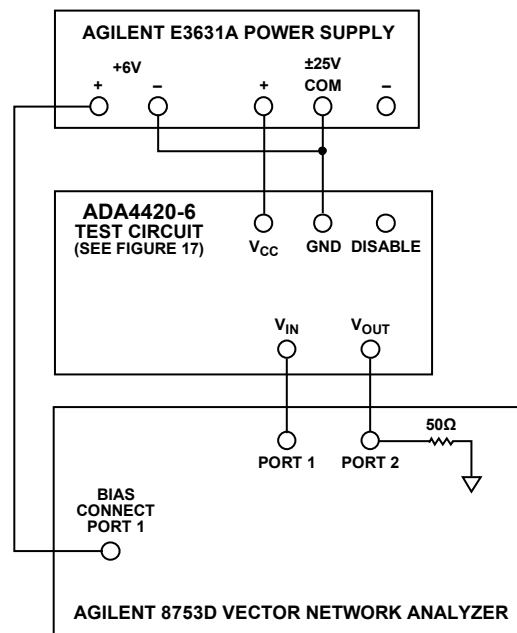 AGILENT E3631A POWER SUPPLY
+6V
±25V
+
–
+
COM
–
ADA4420-6
TEST CIRCUIT
(SEE FIGURE 17)
VCC
GND
DISABLE
VIN
VOUT
50Ω
PORT 1
PORT 2
BIAS
CONNECT
PORT 1
AGILENT 8753D VECTOR NETWORK ANALYZER